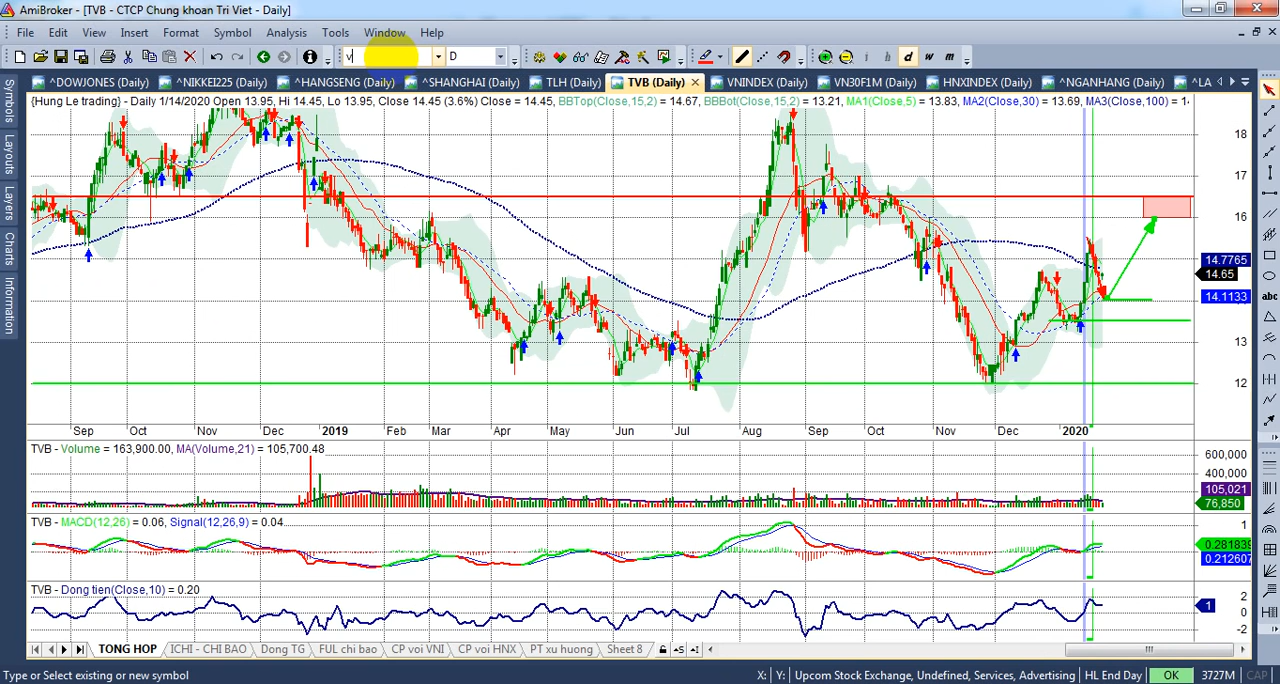 AmiBroker - [TVB - CTCP Chung khoan Tri Viet - Daily]
File Edit View Insert Format Symbol Analysis Tools Window Help
v D i h d w m
^DOWJONES (Daily) ^NIKKEI225 (Daily) ^HANGSENG (Daily) ^SHANGHAI (Daily) TLH (Daily) TVB (Daily) VNINDEX (Daily) VN30F1M (Daily) HNXINDEX (Daily) ^NGANHANG (Daily) ^LA
Symbols
Layouts
Layers
Charts
Information
{Hung Le trading} - Daily 1/14/2020 Open 13.95, Hi 14.45, Lo 13.95, Close 14.45 (3.6%) Close = 14.45, BBTop(Close,15,2) = 14.67, BBBot(Close,15,2) = 13.21, MA1(Close,5) = 13.83, MA2(Close,30) = 13.69, MA3(Close,100) = 1
18
17
16
14.7765
14.65
14.1133
13
12
abc
Sep Oct Nov Dec 2019 Feb Mar Apr May Jun Jul Aug Sep Oct Nov Dec 2020
TVB - Volume = 163,900.00, MA(Volume,21) = 105,700.48
600,000
400,000
105,021
76,850
TVB - MACD(12,26) = 0.06, Signal(12,26,9) = 0.04
1
0.281839
0.212607
TVB - Dong tien(Close,10) = 0.20
2
1
0
-2
TONG HOP ICHI - CHI BAO Dong TG FUL chi bao CP voi VNI CP voi HNX PT xu huong Sheet 8
Type or Select existing or new symbol X: Y: Upcom Stock Exchange, Undefined, Services, Advertising HL End Day OK 3727M CAP